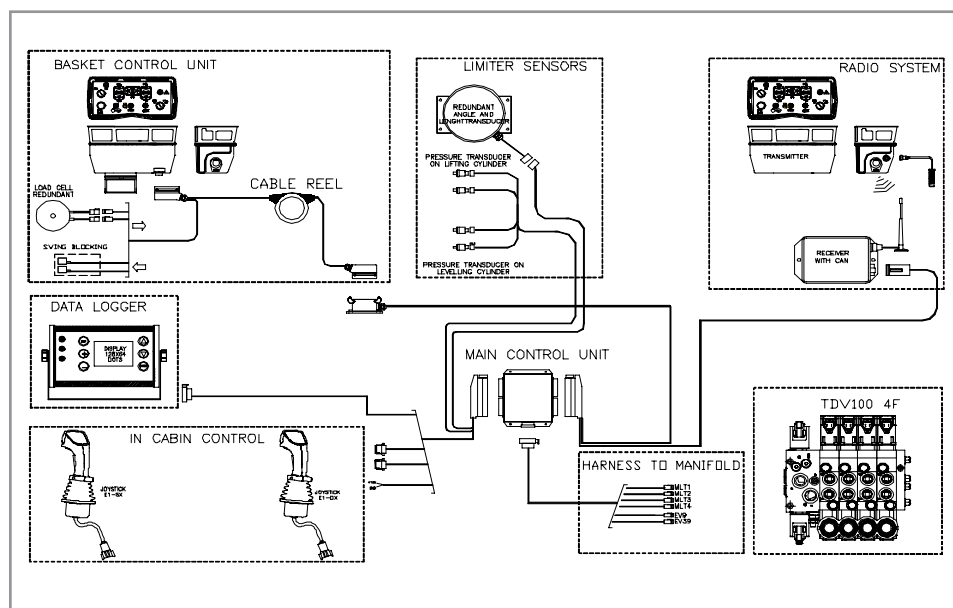 BASKET CONTROL UNIT
LOAD CELL
REDUNDANT
SVING BLOCKING
CABLE REEL
LIMITER SENSORS
REDUNDANT
ANGLE AND
LENGHTTRANSDUCER
PRESSURE TRANSDUCER
ON LIFTING CYLINDER
PRESSURE TRANSDUCER ON
LEVELLING CYLINDER
RADIO SYSTEM
TRANSMITTER
RECEIVER
WITH CAN
DATA LOGGER
DISPLAY
128X64
DOTS
MAIN CONTROL UNIT
IN CABIN CONTROL
JOYSTICK
E1-SX
JOYSTICK
E1-DX
HARNESS TO MANIFOLD
MLT1
MLT2
MLT3
MLT4
EV9
EV39
TDV100 4F